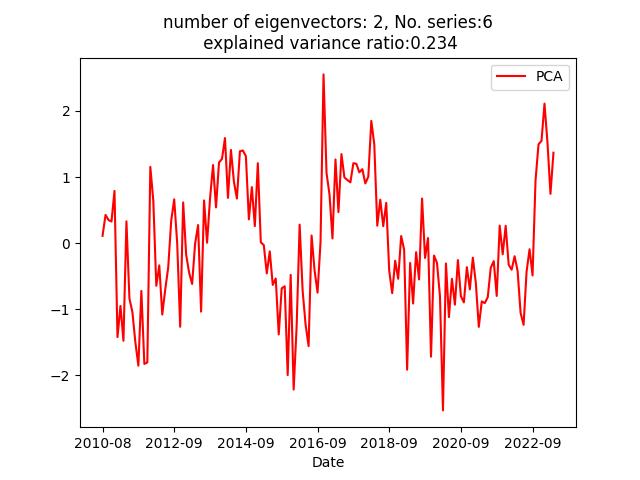 number of eigenvectors: 2, No. series:6
explained variance ratio:0.234
PCA
2
1
0
−1
−2
2010-08 2012-09 2014-09 2016-09 2018-09 2020-09 2022-09
Date